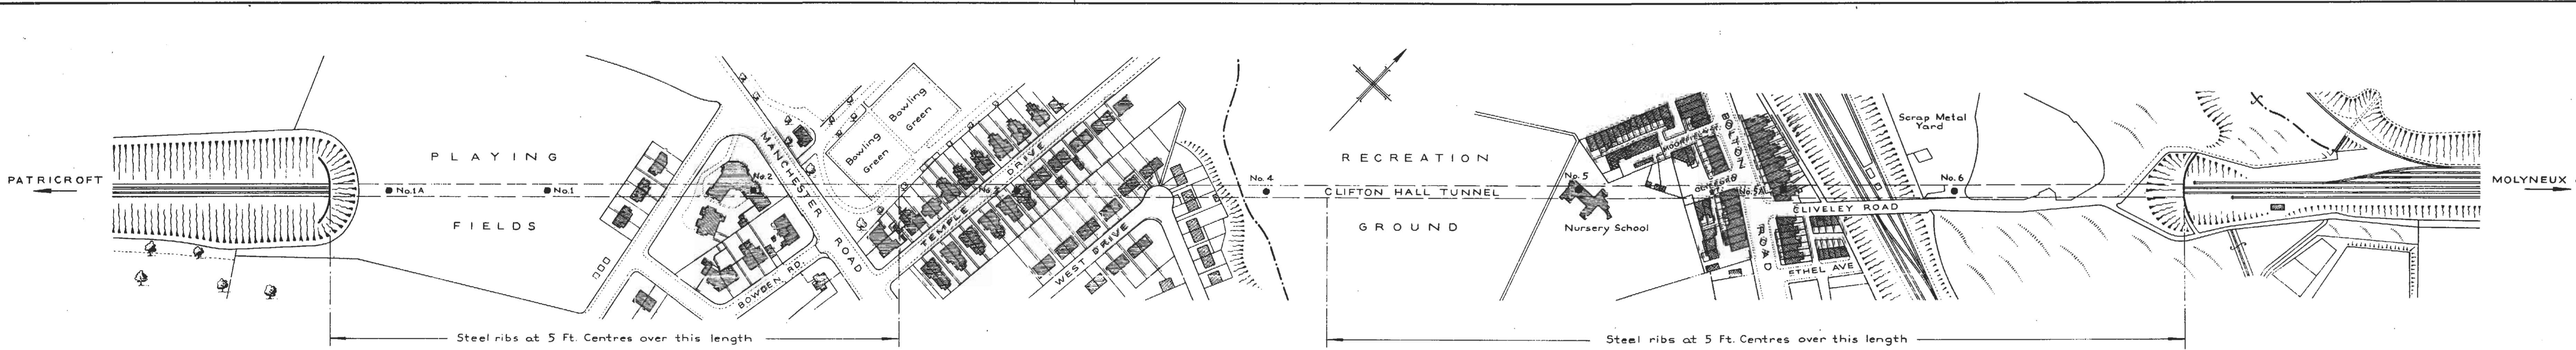 PATRICROFT
PLAYING
FIELDS
No.1A
No.1
No.2
MANCHESTER
ROAD
BOWDEN RD.
Bowling
Green
Bowling
Green
TEMPLE DRIVE
No.3
WEST DRIVE
No. 4
RECREATION
CLIFTON HALL TUNNEL
GROUND
No. 5
Nursery School
BOLTON
ROAD
No.5A
CLIVELEY ROAD
ETHEL AVE
Scrap Metal
Yard
No. 6
MOLYNEUX
Steel ribs at 5 Ft. Centres over this length
Steel ribs at 5 Ft. Centres over this length